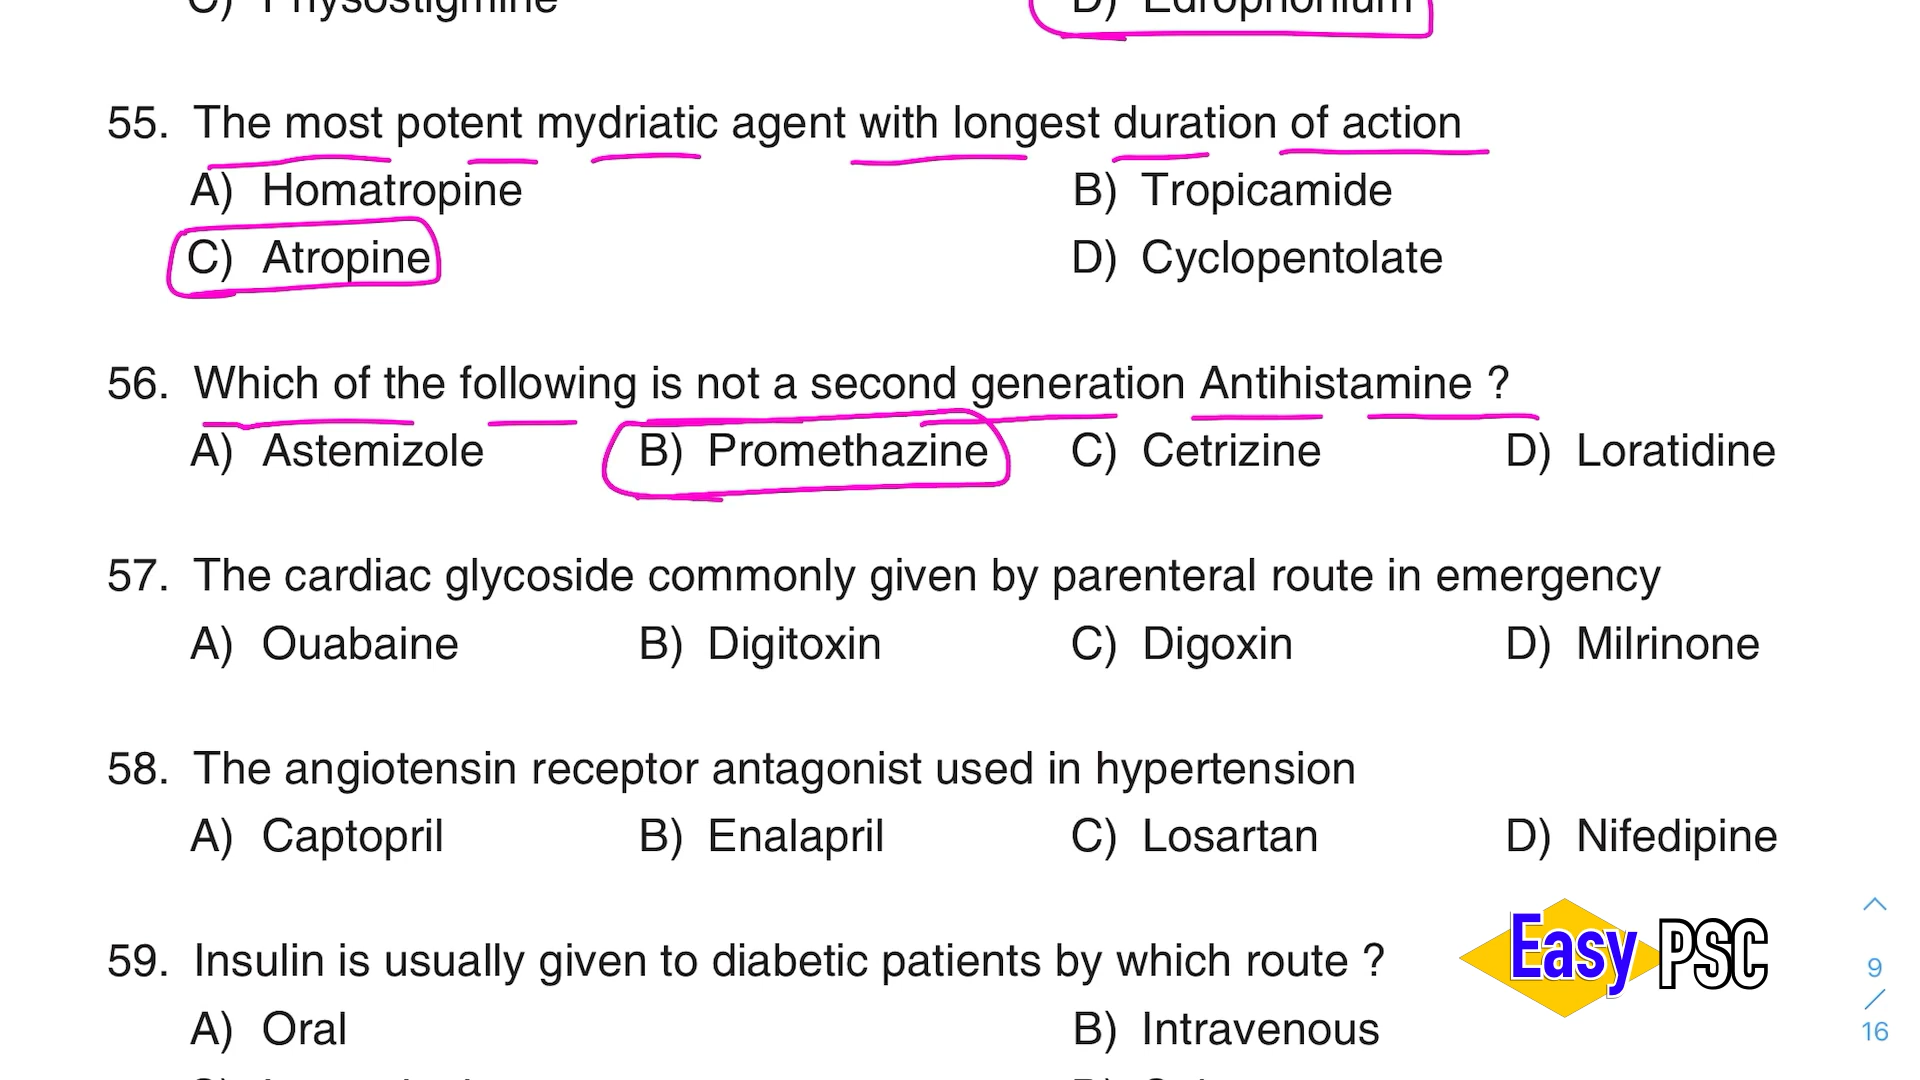 C) Physostigmine D) Edrophonium
55. The most potent mydriatic agent with longest duration of action
A) Homatropine B) Tropicamide
C) Atropine D) Cyclopentolate
56. Which of the following is not a second generation Antihistamine ?
A) Astemizole B) Promethazine C) Cetrizine D) Loratidine
57. The cardiac glycoside commonly given by parenteral route in emergency
A) Ouabaine B) Digitoxin C) Digoxin D) Milrinone
58. The angiotensin receptor antagonist used in hypertension
A) Captopril B) Enalapril C) Losartan D) Nifedipine
59. Insulin is usually given to diabetic patients by which route ?
A) Oral B) Intravenous
Easy PSC
9
/
16